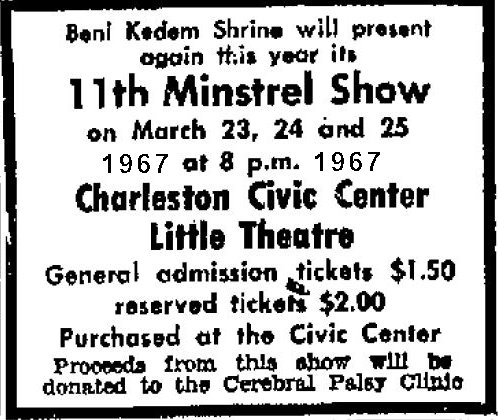 Beni Kedem Shrine will present
again this year its
11th Minstrel Show
on March 23, 24 and 25
1967 at 8 p.m. 1967
Charleston Civic Center
Little Theatre
General admission tickets $1.50
reserved tickets $2.00
Purchased at the Civic Center
Proceeds from this show will be
donated to the Cerebral Palsy Clinic